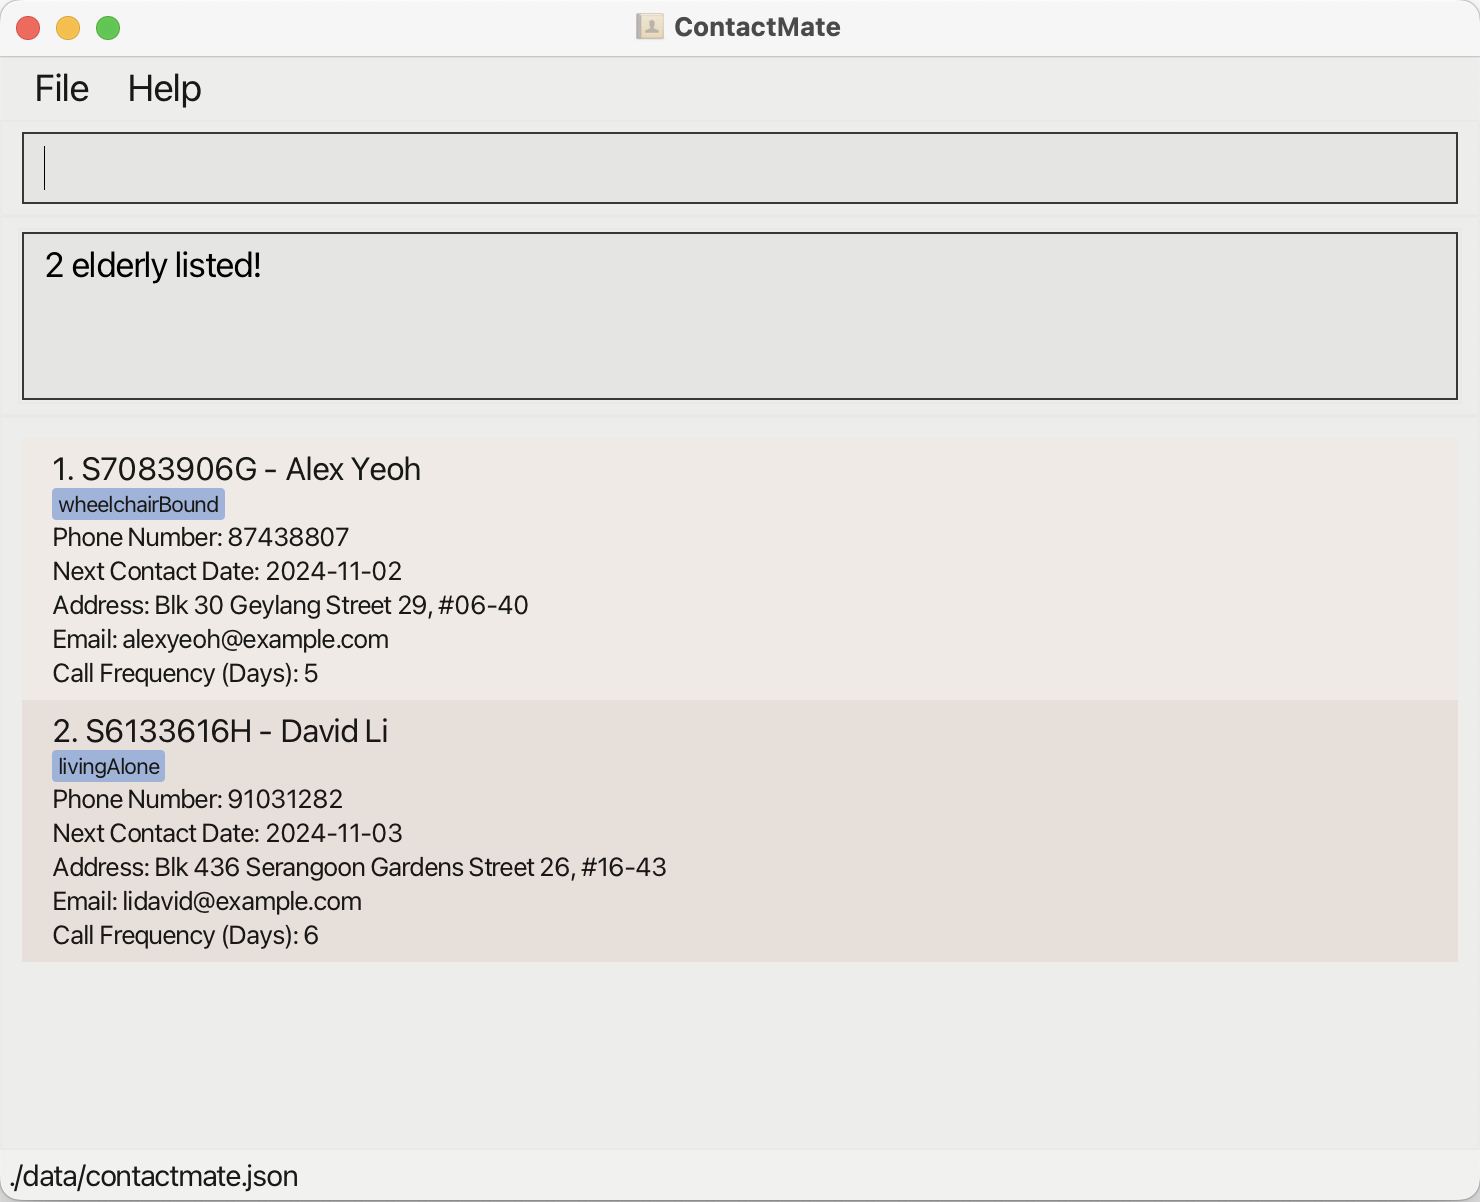 ContactMate
File Help
2 elderly listed!
1. S7083906G - Alex Yeoh
wheelchairBound
Phone Number: 87438807
Next Contact Date: 2024-11-02
Address: Blk 30 Geylang Street 29, #06-40
Email: alexyeoh@example.com
Call Frequency (Days): 5
2. S6133616H - David Li
livingAlone
Phone Number: 91031282
Next Contact Date: 2024-11-03
Address: Blk 436 Serangoon Gardens Street 26, #16-43
Email: lidavid@example.com
Call Frequency (Days): 6
./data/contactmate.json